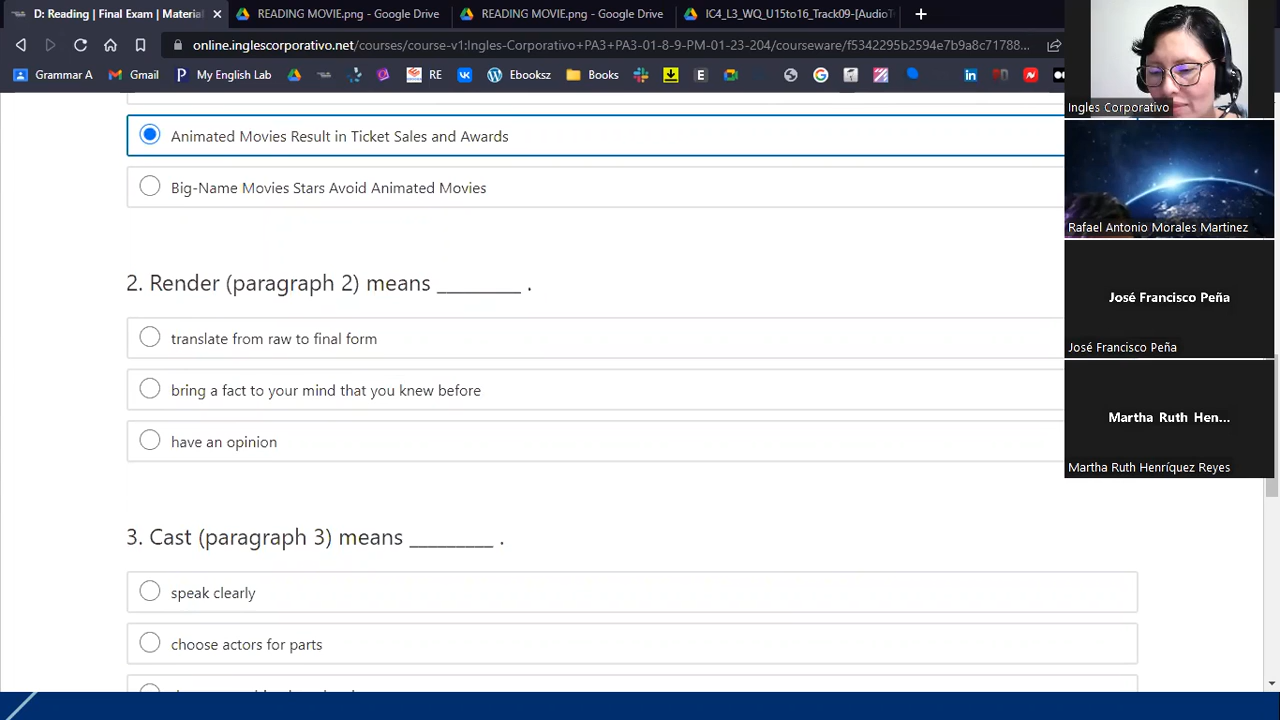 D: Reading | Final Exam | Material
READING MOVIE.png - Google Drive
READING MOVIE.png - Google Drive
IC4_L3_WQ_U15to16_Track09-[AudioT
online.inglescorporativo.net/courses/course-v1:Ingles-Corporativo+PA3+PA3-01-8-9-PM-01-23-204/courseware/f5342295b2594e7b9a8c71788...
Grammar A
Gmail
My English Lab
RE
Ebooksz
Books
Ingles Corporativo
Animated Movies Result in Ticket Sales and Awards
Big-Name Movies Stars Avoid Animated Movies
Rafael Antonio Morales Martinez
2. Render (paragraph 2) means ________ .
translate from raw to final form
bring a fact to your mind that you knew before
have an opinion
José Francisco Peña
José Francisco Peña
Martha Ruth Hen...
Martha Ruth Henríquez Reyes
3. Cast (paragraph 3) means ________ .
speak clearly
choose actors for parts